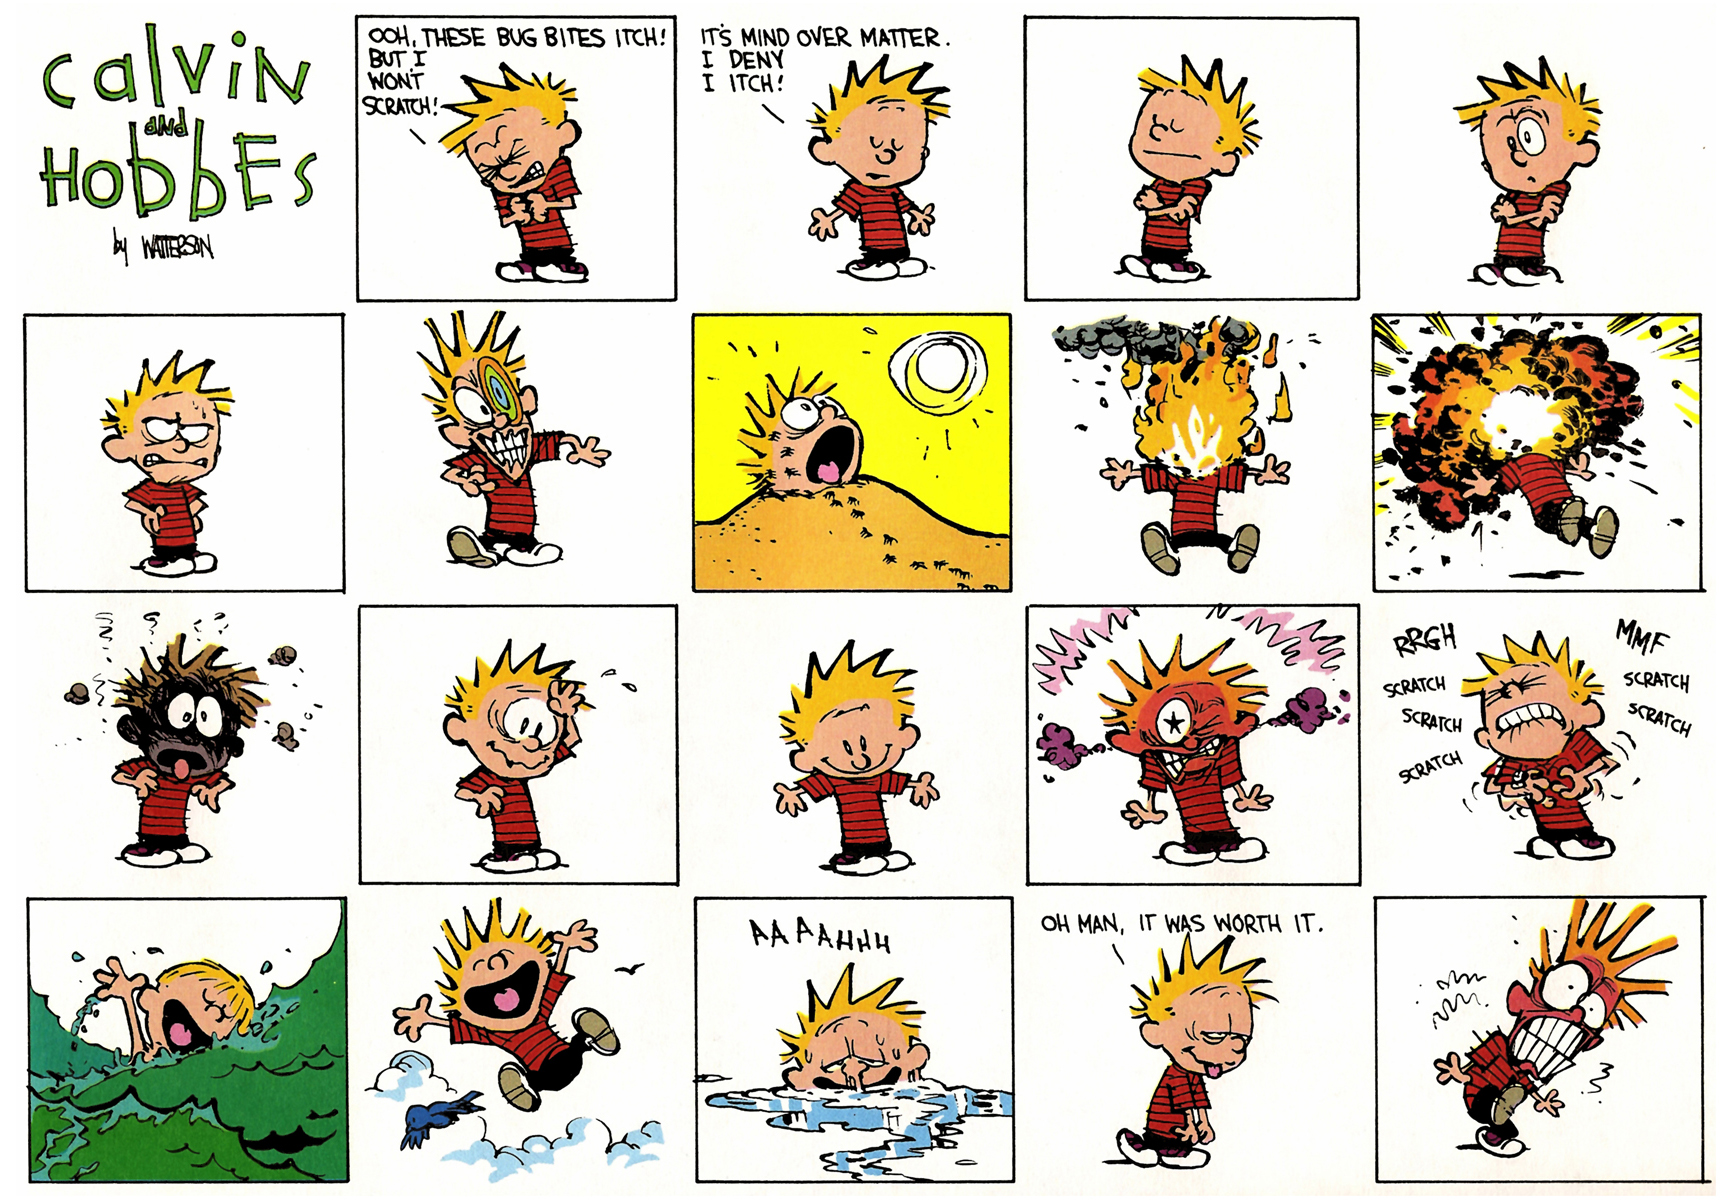 Calvin
and
HobbEs
by WATTERSON
OOH, THESE BUG BITES ITCH!
BUT I
WON'T
SCRATCH!
IT'S MIND OVER MATTER.
I DENY
I ITCH!
RRGH
MMF
SCRATCH
SCRATCH
SCRATCH
SCRATCH
SCRATCH
AAAAHHH
OH MAN, IT WAS WORTH IT.